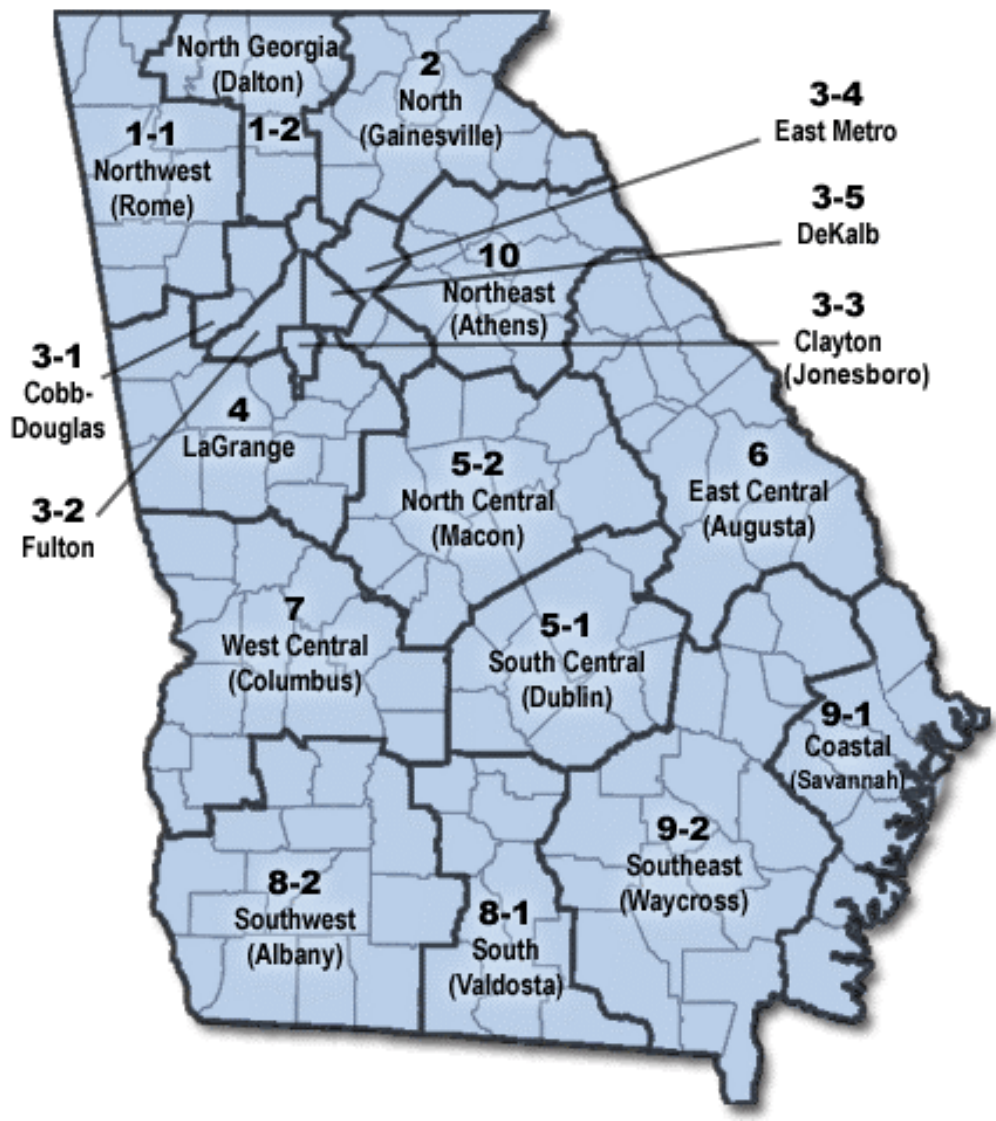 North Georgia
(Dalton)
2
North
(Gainesville)
3-4
East Metro
1-1
Northwest
(Rome)
1-2
3-5
DeKalb
10
Northeast
(Athens)
3-3
Clayton
(Jonesboro)
3-1
Cobb-
Douglas
4
LaGrange
3-2
Fulton
5-2
North Central
(Macon)
6
East Central
(Augusta)
7
West Central
(Columbus)
5-1
South Central
(Dublin)
9-1
Coastal
(Savannah)
9-2
Southeast
(Waycross)
8-2
Southwest
(Albany)
8-1
South
(Valdosta)